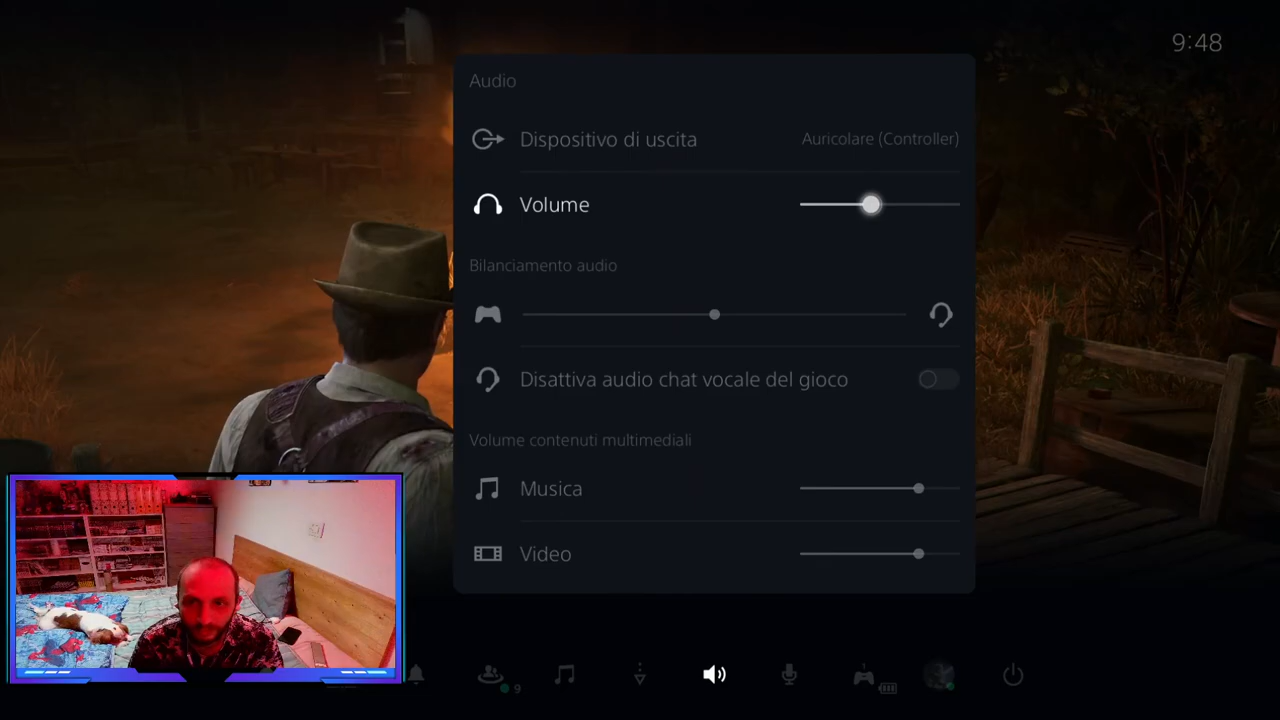 9:48
Audio
Dispositivo di uscita Auricolare (Controller)
Volume
Bilanciamento audio
Disattiva audio chat vocale del gioco
Volume contenuti multimediali
Musica
Video
9